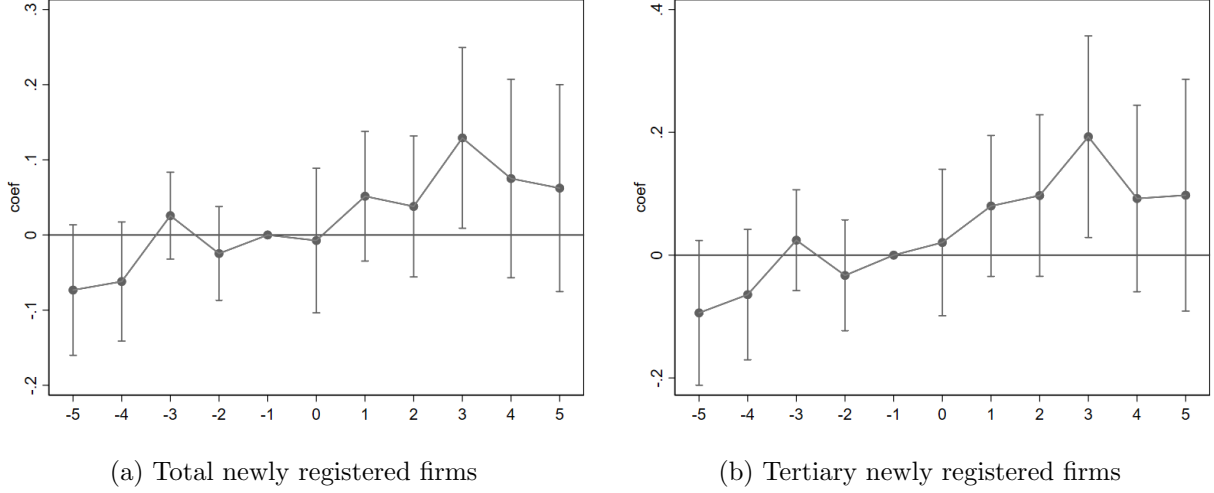 .3
.2
.1
0
-.1
-.2
coef
-5 -4 -3 -2 -1 0 1 2 3 4 5
(a) Total newly registered firms
.4
.2
0
-.2
coef
-5 -4 -3 -2 -1 0 1 2 3 4 5
(b) Tertiary newly registered firms